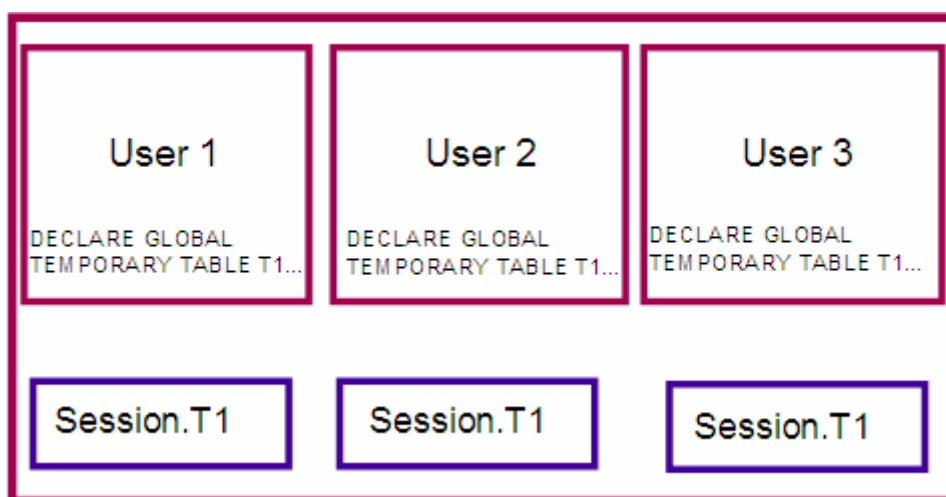 User 1
DECLARE GLOBAL
TEMPORARY TABLE T1...
User 2
DECLARE GLOBAL
TEMPORARY TABLE T1...
User 3
DECLARE GLOBAL
TEMPORARY TABLE T1...
Session.T1
Session.T1
Session.T1